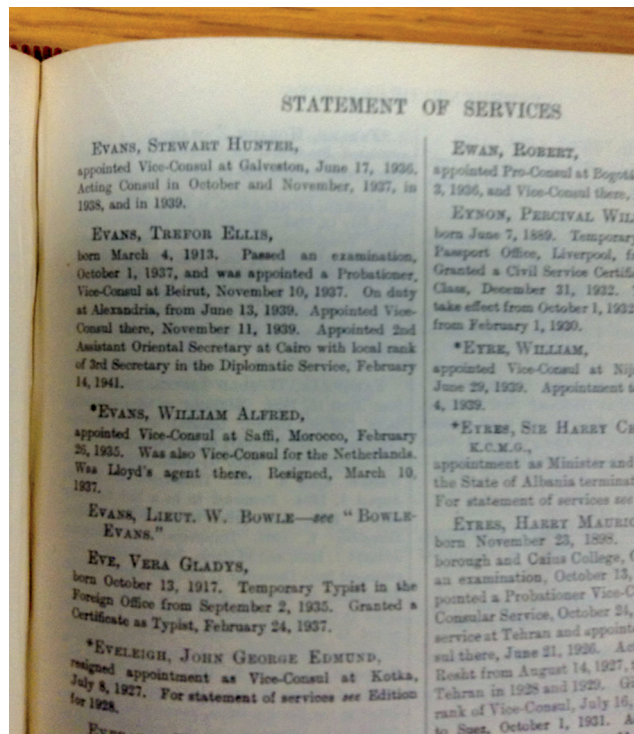 STATEMENT OF SERVICES
EVANS, STEWART HUNTER,
appointed Vice-Consul at Galveston, June 17, 1936.
Acting Consul in October and November, 1937, in
1938, and in 1939.
EVANS, TREFOR ELLIS,
born March 4, 1913. Passed an examination,
October 1, 1937, and was appointed a Probationer
Vice-Consul at Beirut, November 10, 1937. On duty
at Alexandria, from June 13, 1939. Appointed Vice-
Consul there, November 11, 1939. Appointed 2nd
Assistant Oriental Secretary at Cairo with local rank
of 3rd Secretary in the Diplomatic Service, February
14, 1941.
*EVANS, WILLIAM ALFRED,
appointed Vice-Consul at Saffi, Morocco, February
26, 1935. Was also Vice-Consul for the Netherlands.
Was Lloyd's agent there. Resigned, March 10,
1937.
EVANS, LIEUT. W. BOWLE—see "BOWLE-
EVANS."
EVE, VERA GLADYS,
born October 13, 1917. Temporary Typist in the
Foreign Office from September 2, 1935. Granted a
Certificate as Typist, February 24, 1937.
*EVELEIGH, JOHN GEORGE EDMUND,
resigned appointment as Vice-Consul at Kotka,
July 8, 1927. For statement of services see Edition
for 1928.
EWAN, ROBERT,
appointed Pro-Consul at Bogotá
3, 1936, and Vice-Consul there,
EYNON, PERCIVAL WIL
born June 7, 1889. Temporary
Passport Office, Liverpool, fr
Granted a Civil Service Certif
Class, December 31, 1932.
take effect from October 1, 1932
from February 1, 1930.
*EYRE, WILLIAM,
appointed Vice-Consul at Nij
June 29, 1939. Appointment t
4, 1939.
*EYRES, SIR HARRY CH
K.C.M.G.,
appointment as Minister and
the State of Albania terminat
For statement of services see
EYRES, HARRY MAURIC
born November 23, 1898.
borough and Caius College, C
an examination, October 13,
pointed a Probationer Vice-C
Consular Service, October 24,
service at Tehran and appoint
sul there, June 21, 1926. Ac
Resht from August 14, 1927, t
Tehran in 1928 and 1929. G
rank of Vice-Consul, July 16,
to Suez, October 1, 1931. A